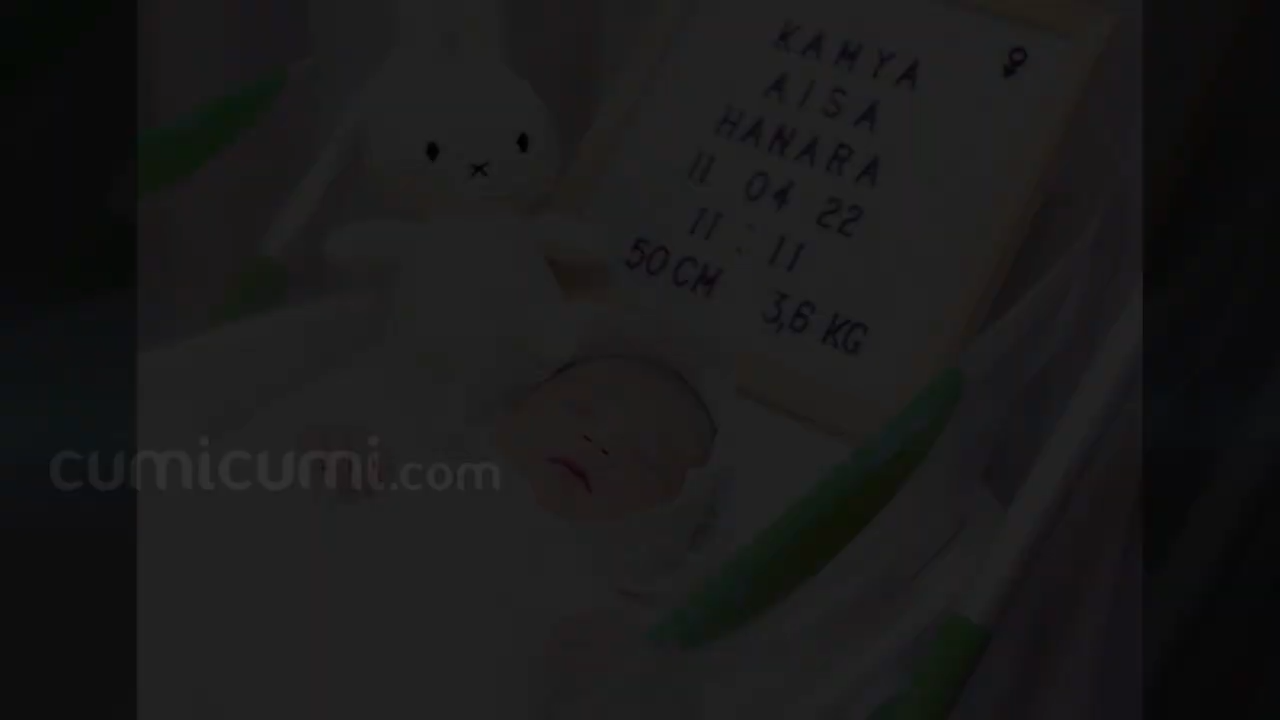 KAMYA
AISA
HANARA
11 04 22
11 : 11
50CM 3,6 KG
cumicumi.com